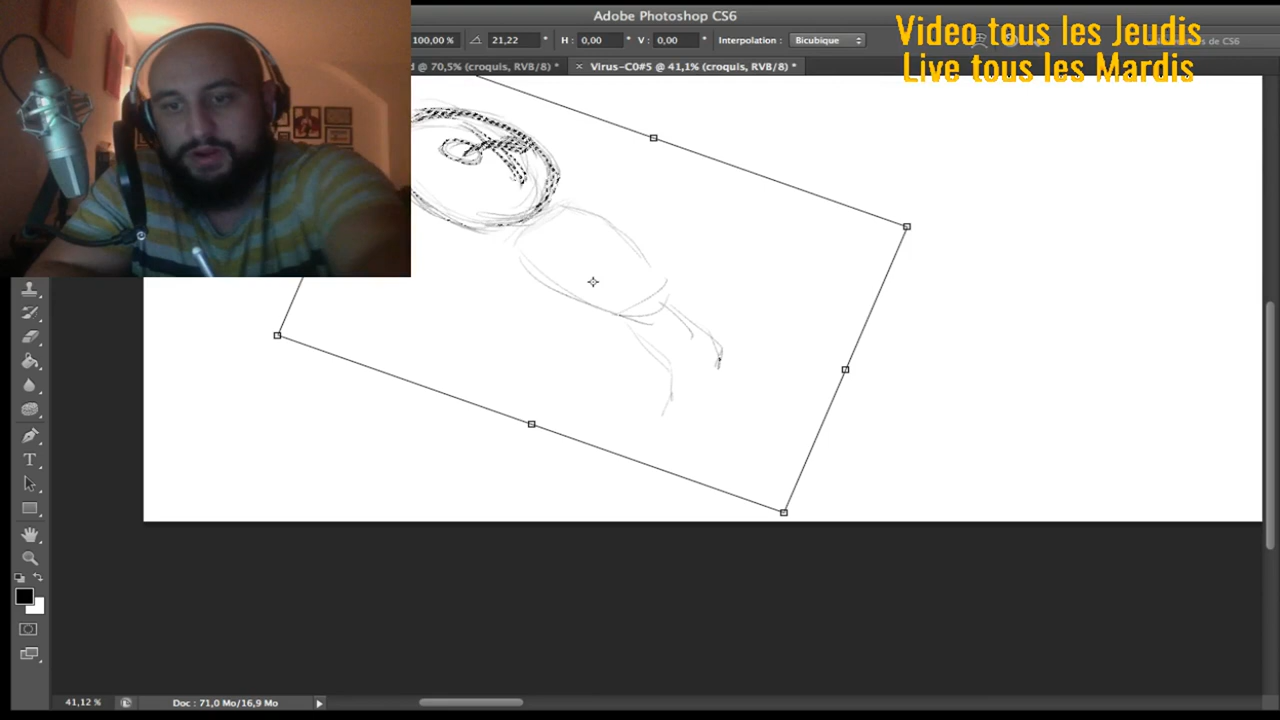 Adobe Photoshop CS6
Video tous les Jeudis
Live tous les Mardis
100,00 % 21,22 ° H : 0,00 ° V : 0,00 ° Interpolation : Bicubique
d @ 70,5% (croquis, RVB/8) * × Virus-C0#5 @ 41,1% (croquis, RVB/8) *
de CS6
T
41,12 % Doc : 71,0 Mo/16,9 Mo